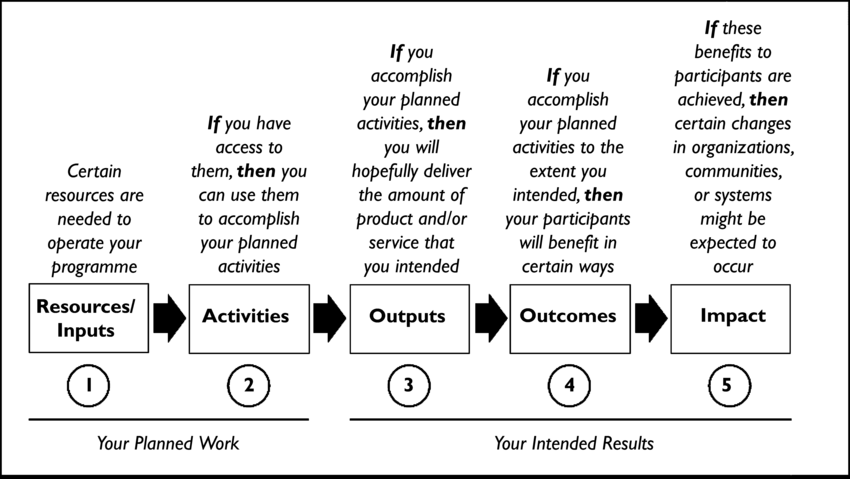 Certain
resources are
needed to
operate your
programme
If you have
access to
them, then you
can use them
to accomplish
your planned
activities
If you
accomplish
your planned
activities, then
you will
hopefully deliver
the amount of
product and/or
service that
you intended
If you
accomplish
your planned
activities to the
extent you
intended, then
your participants
will benefit in
certain ways
If these
benefits to
participants are
achieved, then
certain changes
in organizations,
communities,
or systems
might be
expected to
occur
Resources/
Inputs
Activities
Outputs
Outcomes
Impact
1
2
3
4
5
Your Planned Work
Your Intended Results